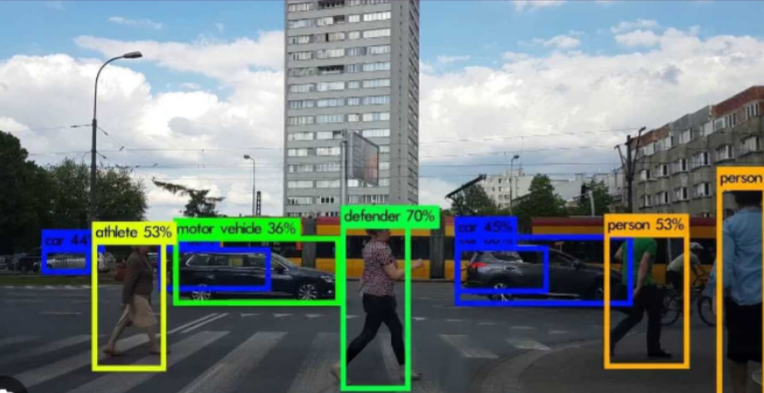 car 44
athlete 53%
motor vehicle 36%
defender 70%
car 45%
person 53%
person